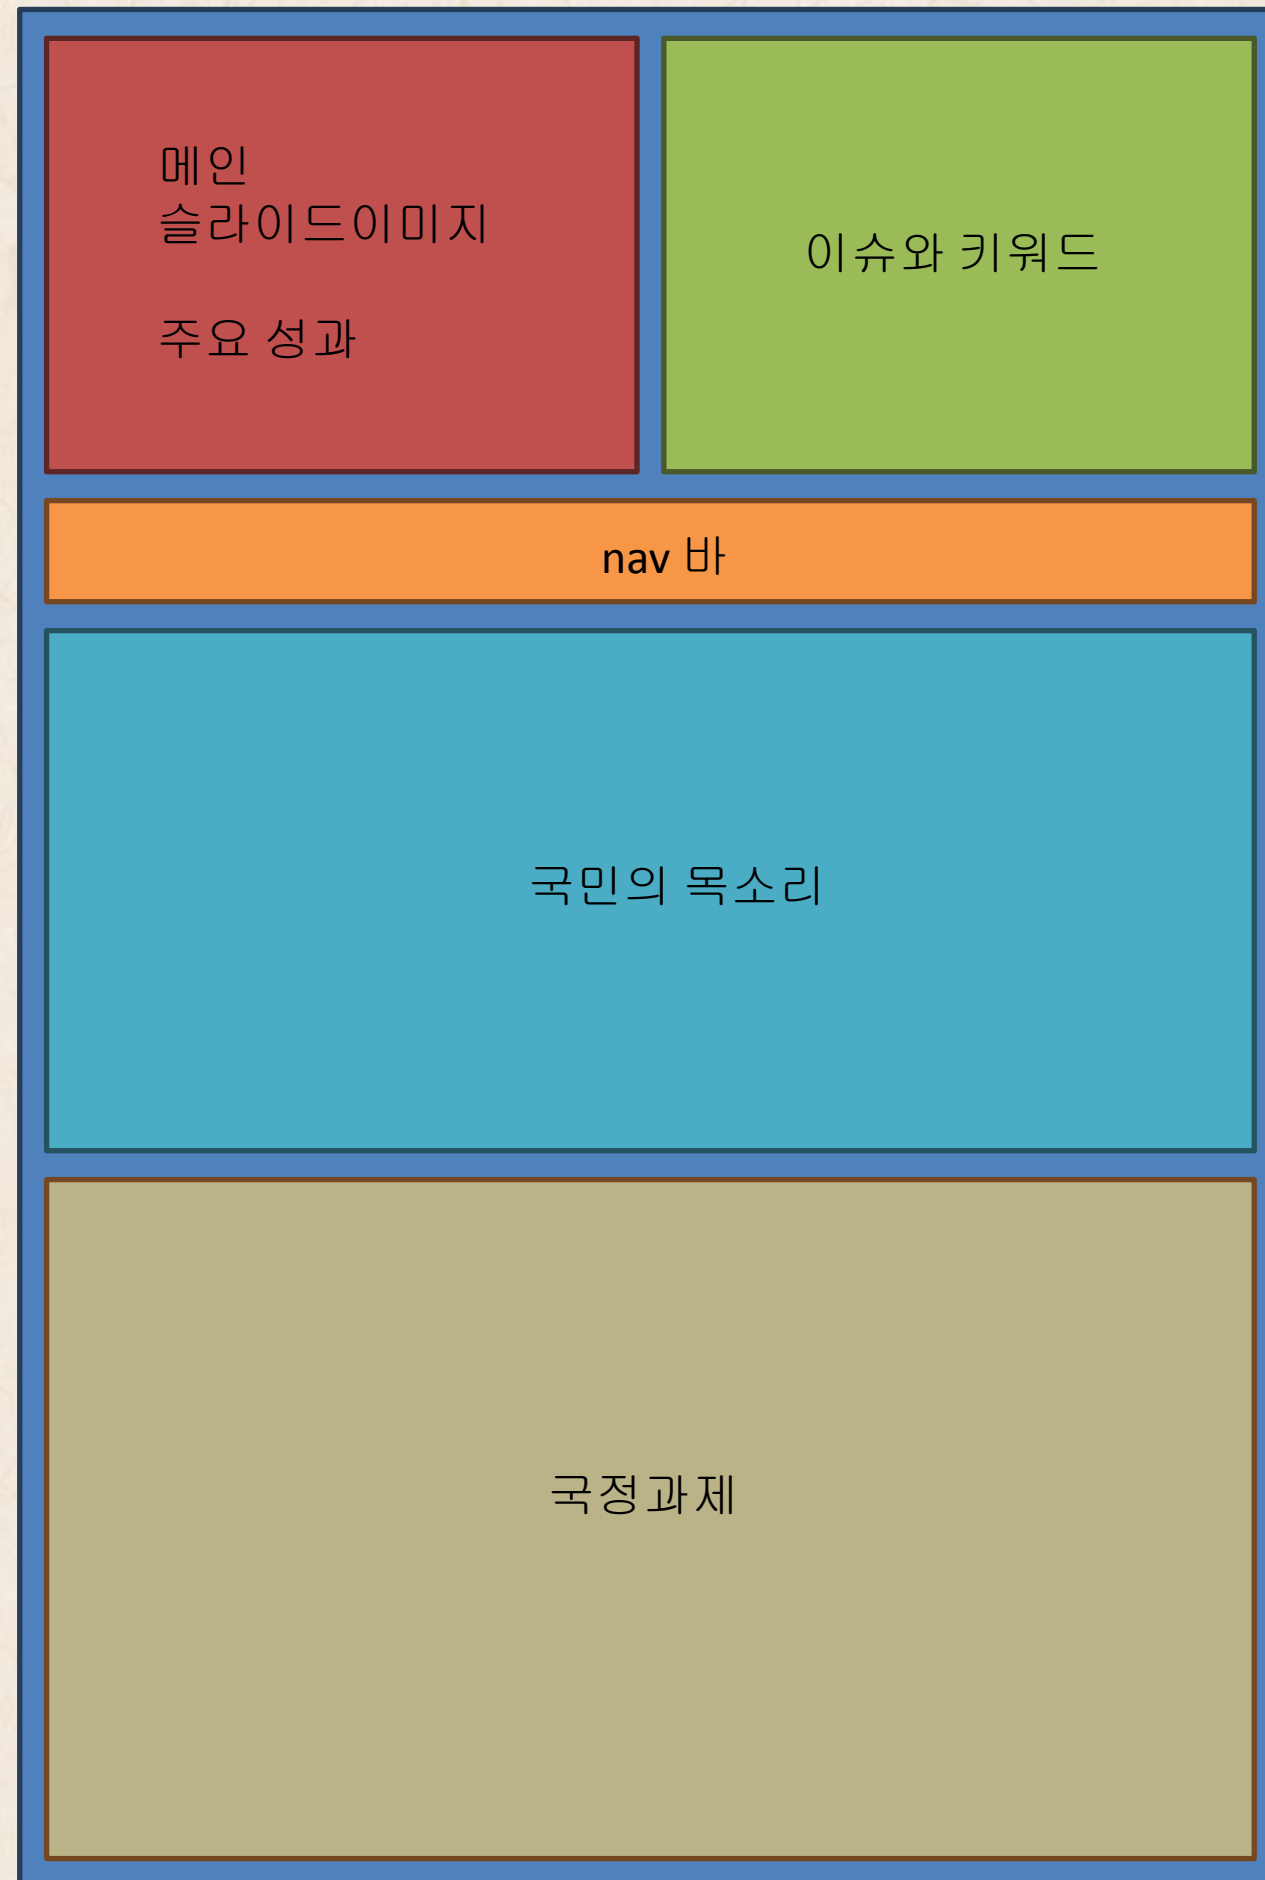 메인
슬라이드이미지
주요 성과
이슈와 키워드
nav 바
국민의 목소리
국정과제